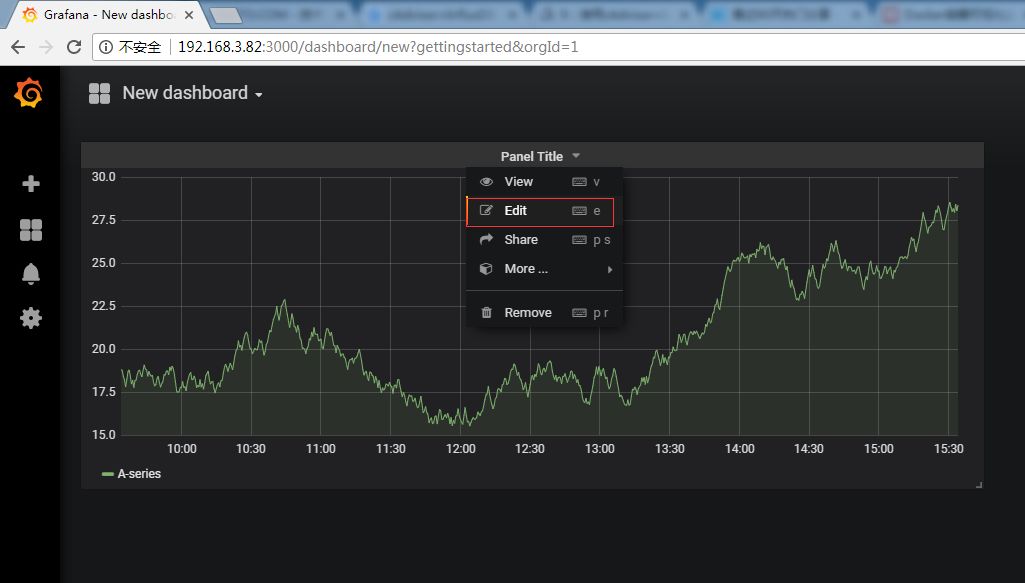 Grafana - New dashbo
不安全 192.168.3.82:3000/dashboard/new?gettingstarted&orgId=1
New dashboard
Panel Title
View v
Edit e
Share p s
More ...
Remove p r
30.0
27.5
25.0
22.5
20.0
17.5
15.0
10:00 10:30 11:00 11:30 12:00 12:30 13:00 13:30 14:00 14:30 15:00 15:30
A-series